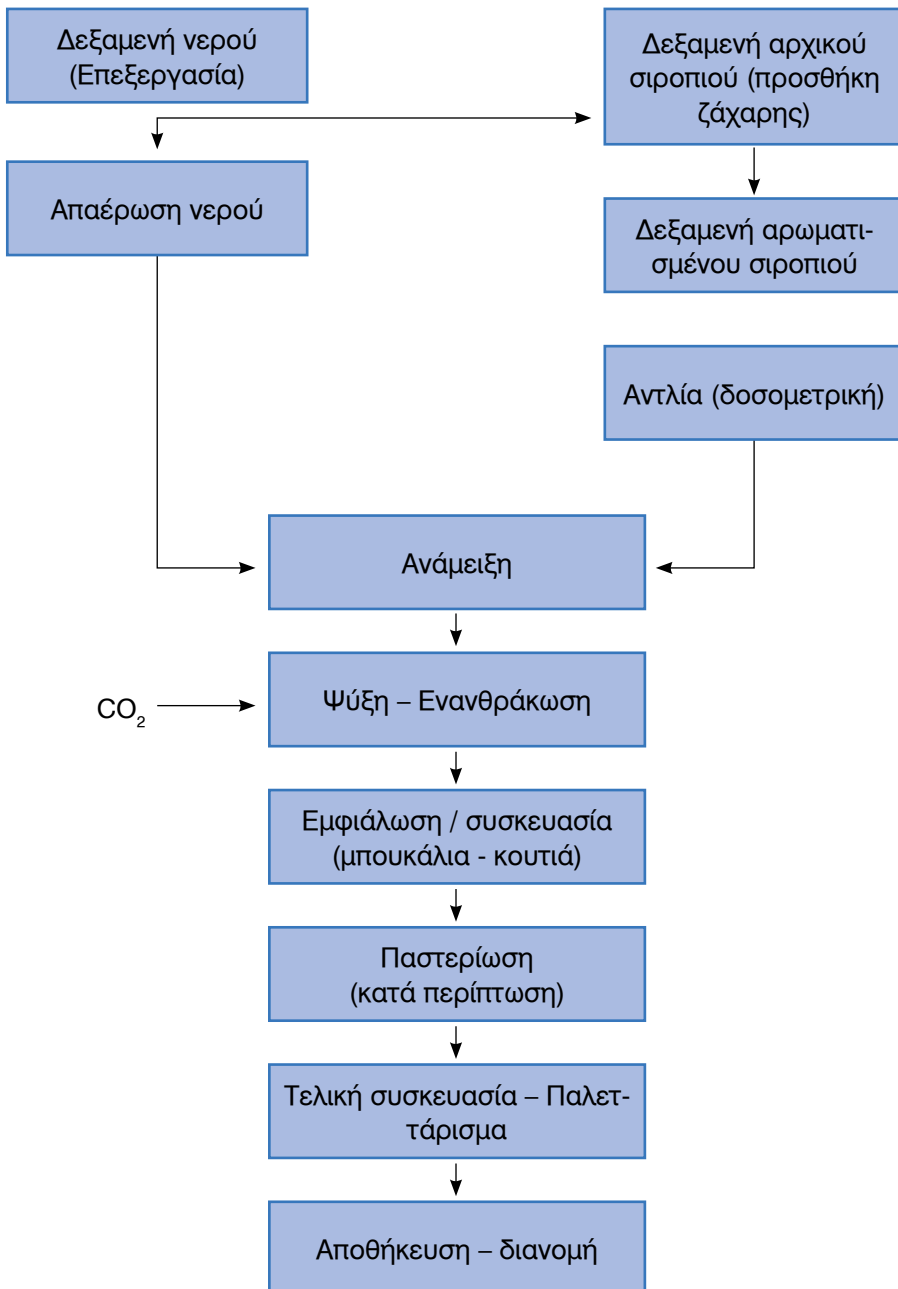 Δεξαμενή νερού
(Επεξεργασία)
Δεξαμενή αρχικού
σιροπιού (προσθήκη
ζάχαρης)
Απαέρωση νερού
Δεξαμενή αρωματι-
σμένου σιροπιού
Αντλία (δοσομετρική)
Ανάμειξη
CO₂
Ψύξη – Ενανθράκωση
Εμφιάλωση / συσκευασία
(μπουκάλια - κουτιά)
Παστερίωση
(κατά περίπτωση)
Τελική συσκευασία – Παλετ-
τάρισμα
Αποθήκευση – διανομή